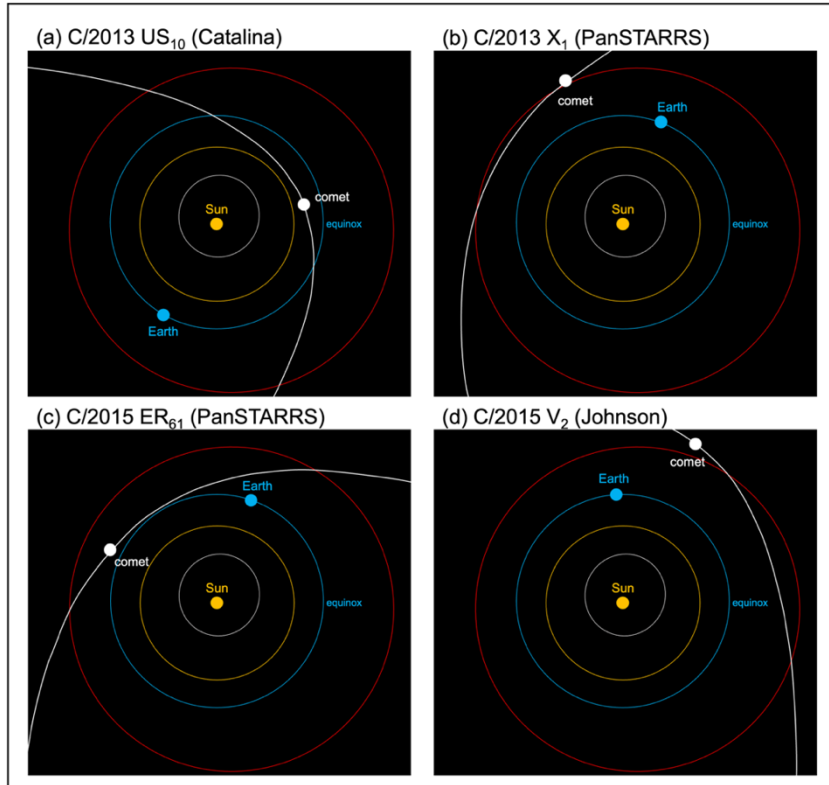 (a) C/2013 US10 (Catalina)
comet
Sun
equinox
Earth
(b) C/2013 X1 (PanSTARRS)
comet
Earth
Sun
equinox
(c) C/2015 ER61 (PanSTARRS)
Earth
comet
Sun
equinox
(d) C/2015 V2 (Johnson)
comet
Earth
Sun
equinox